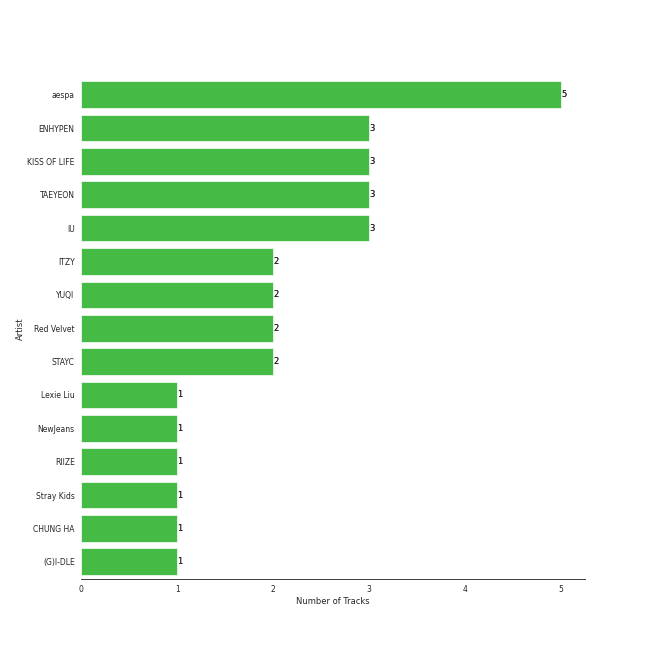 aespa 5
ENHYPEN 3
KISS OF LIFE 3
TAEYEON 3
IU 3
ITZY 2
YUQI 2
Red Velvet 2
STAYC 2
Lexie Liu 1
NewJeans 1
RIIZE 1
Stray Kids 1
CHUNG HA 1
(G)I-DLE 1
Artist
0 1 2 3 4 5
Number of Tracks